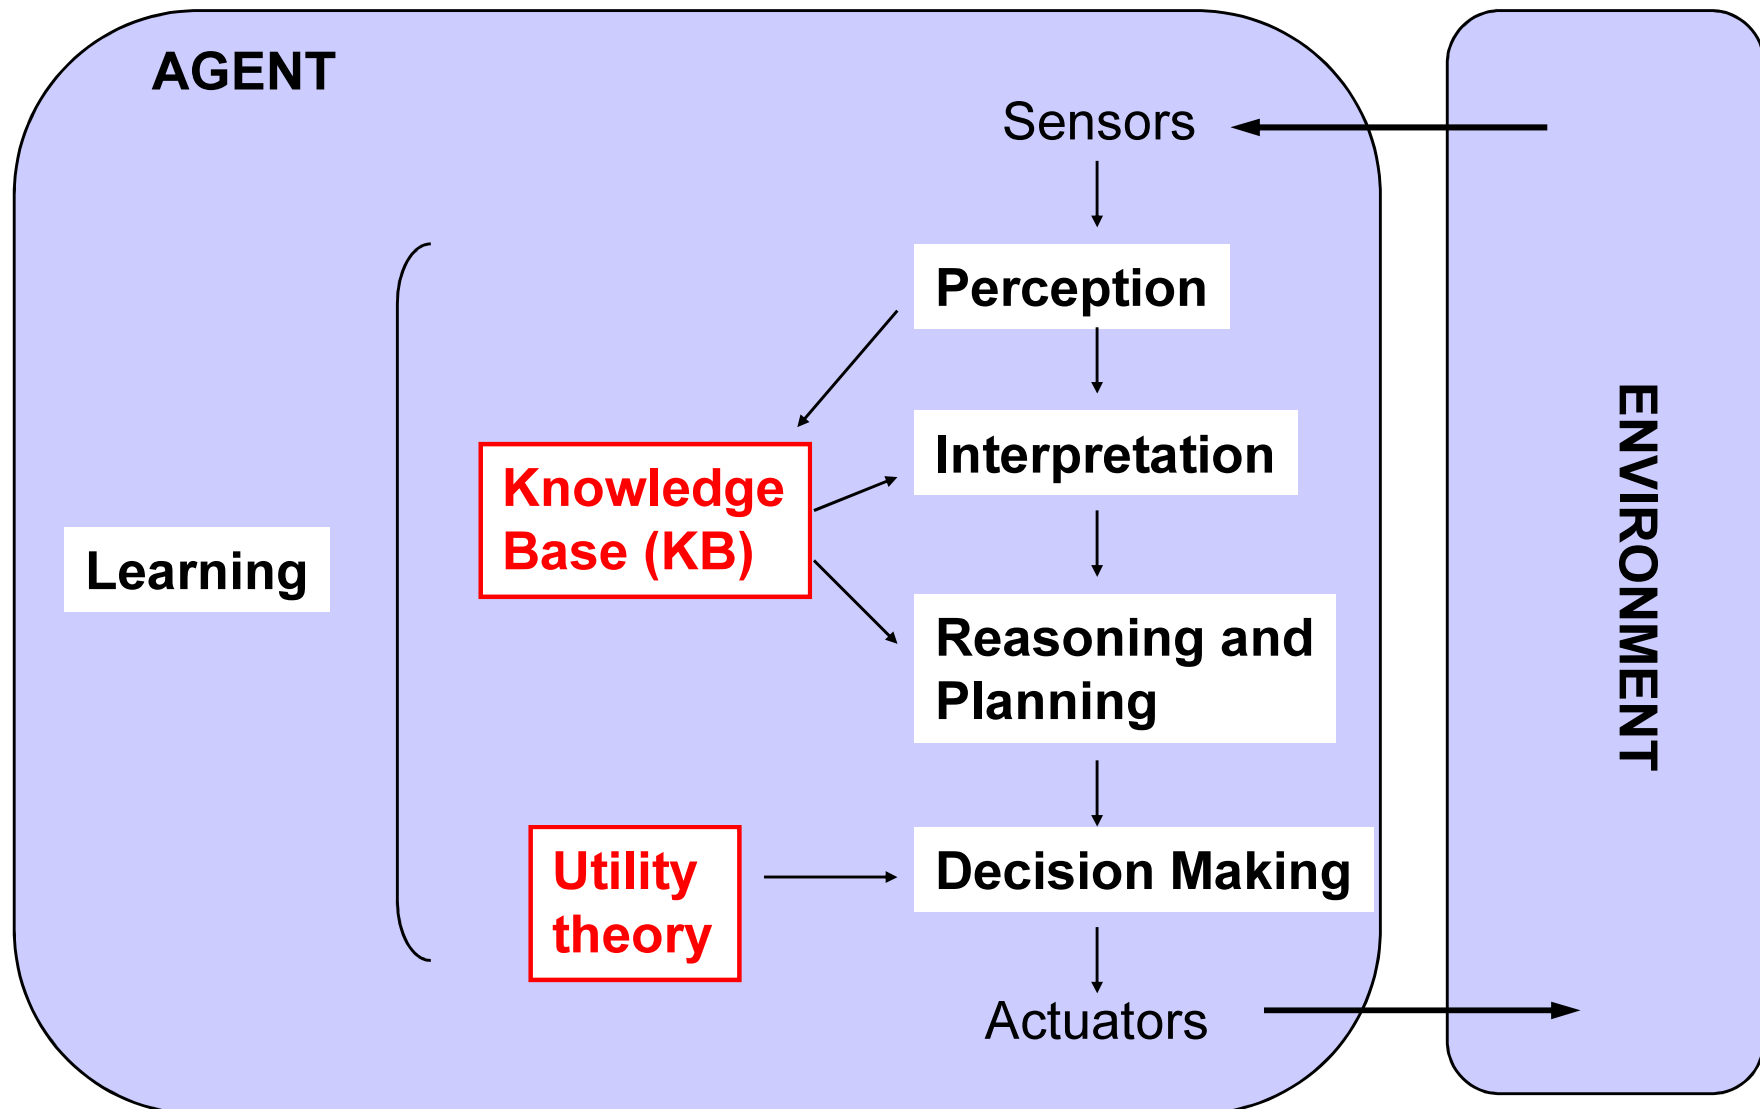 AGENT
Sensors
Perception
Interpretation
Knowledge
Base (KB)
Learning
Reasoning and
Planning
Utility
theory
Decision Making
Actuators
ENVIRONMENT